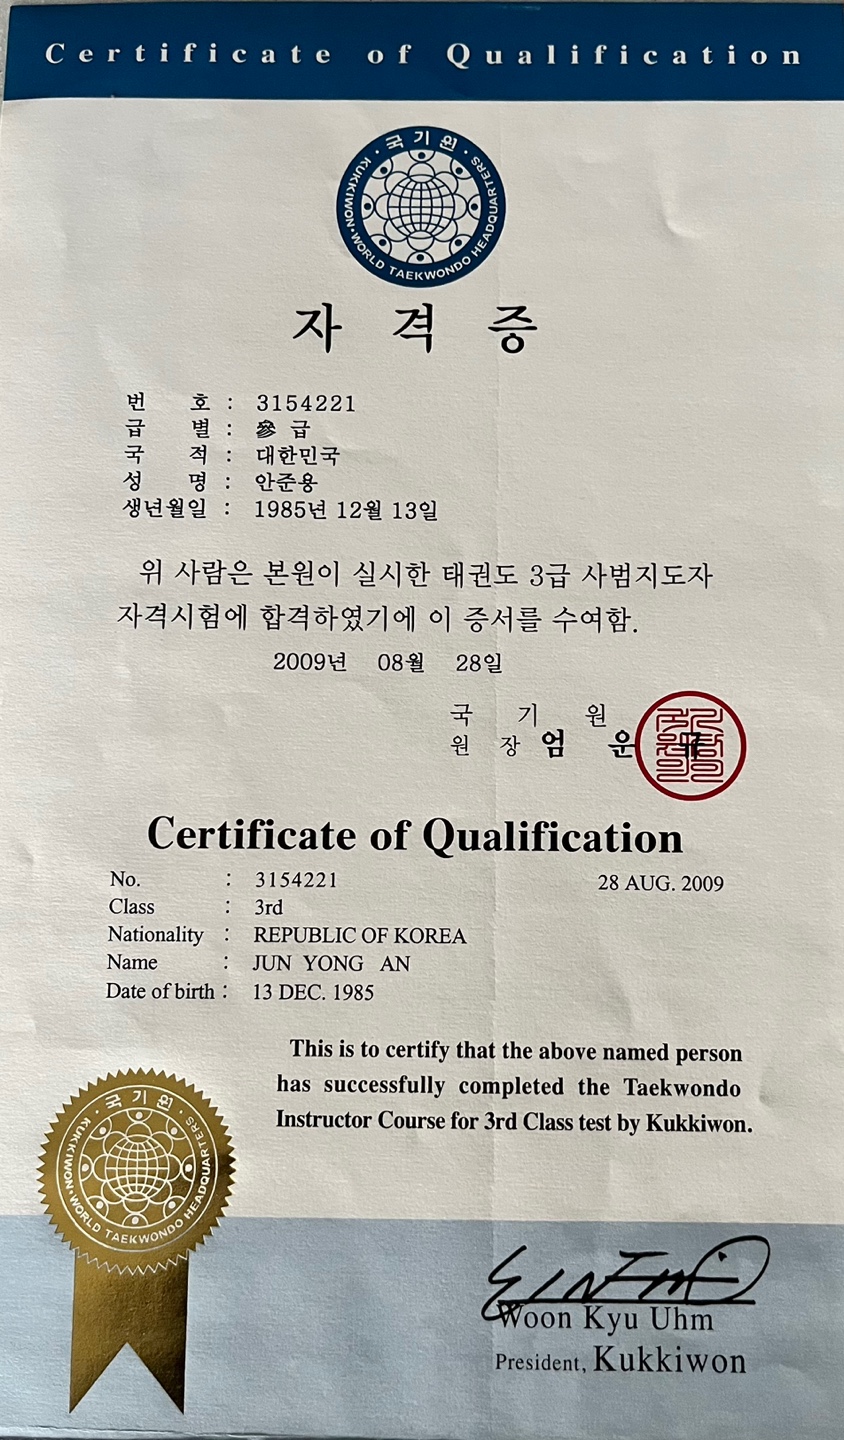 Certificate of Qualification
· 국 기 원 ·
KUKKIWON · WORLD TAEKWONDO HEADQUARTERS
자 격 증
번 호 : 3154221
급 별 : 參 급
국 적 : 대한민국
성 명 : 안준용
생년월일 : 1985년 12월 13일
위 사람은 본원이 실시한 태권도 3급 사범지도자
자격시험에 합격하였기에 이 증서를 수여함.
2009년 08월 28일
국 기 원
원 장 엄 운 규
Certificate of Qualification
No. : 3154221 28 AUG. 2009
Class : 3rd
Nationality : REPUBLIC OF KOREA
Name : JUN YONG AN
Date of birth : 13 DEC. 1985
This is to certify that the above named person
has successfully completed the Taekwondo
Instructor Course for 3rd Class test by Kukkiwon.
· 국 기 원 ·
KUKKIWON · WORLD TAEKWONDO HEADQUARTERS
Woon Kyu Uhm
President, Kukkiwon